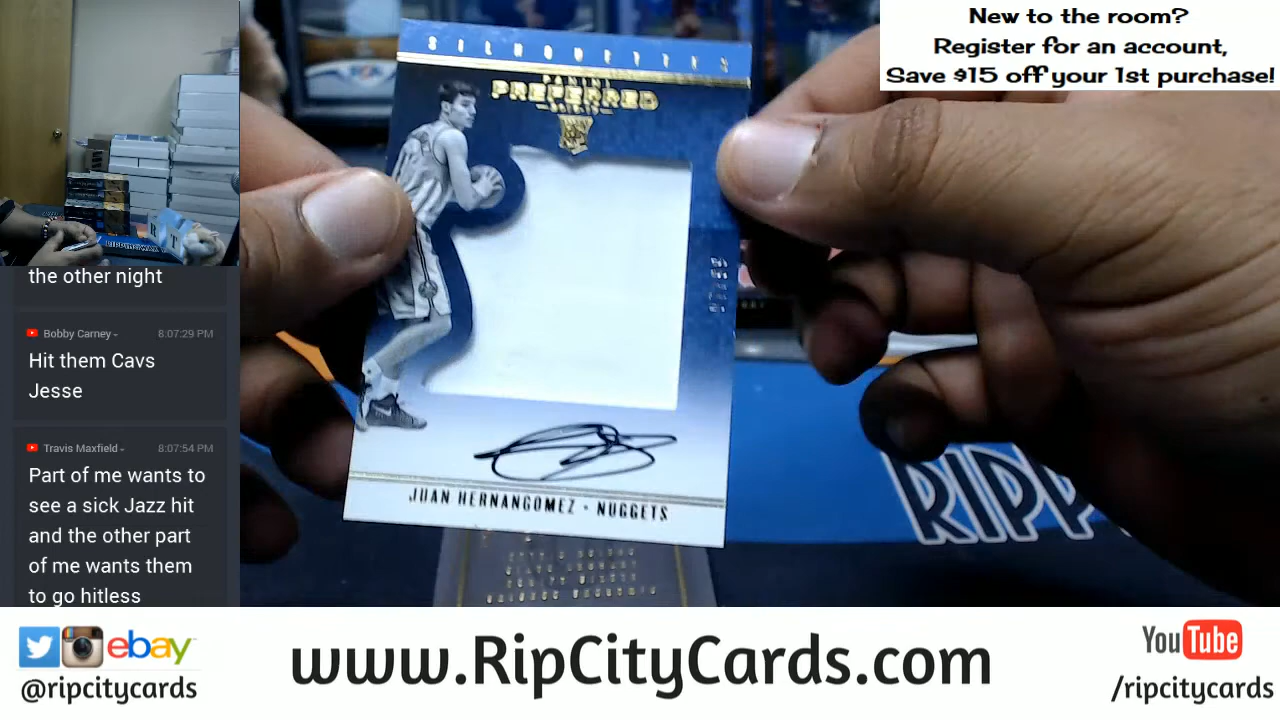 New to the room?
Register for an account,
Save $15 off your 1st purchase!
SILHOUETTES
PANINI
PREFERRED
JUAN HERNANGOMEZ • NUGGETS
the other night
Bobby Carney
8:07:29 PM
Hit them Cavs
Jesse
Travis Maxfield
8:07:54 PM
Part of me wants to
see a sick Jazz hit
and the other part
of me wants them
to go hitless
RIPP
ebay
@ripcitycards
www.RipCityCards.com
YouTube
/ripcitycards